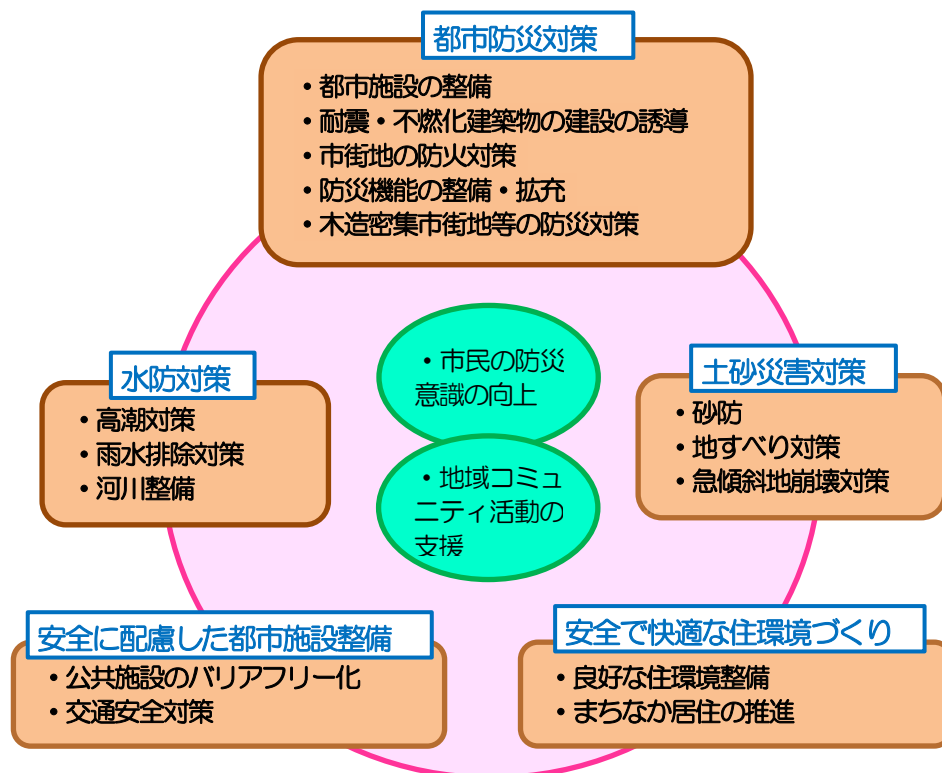 都市防災対策
・都市施設の整備
・耐震・不燃化建築物の建設の誘導
・市街地の防火対策
・防災機能の整備・拡充
・木造密集市街地等の防災対策
・市民の防災
意識の向上
・地域コミュ
ニティ活動の
支援
水防対策
・高潮対策
・雨水排除対策
・河川整備
土砂災害対策
・砂防
・地すべり対策
・急傾斜地崩壊対策
安全に配慮した都市施設整備
・公共施設のバリアフリー化
・交通安全対策
安全で快適な住環境づくり
・良好な住環境整備
・まちなか居住の推進